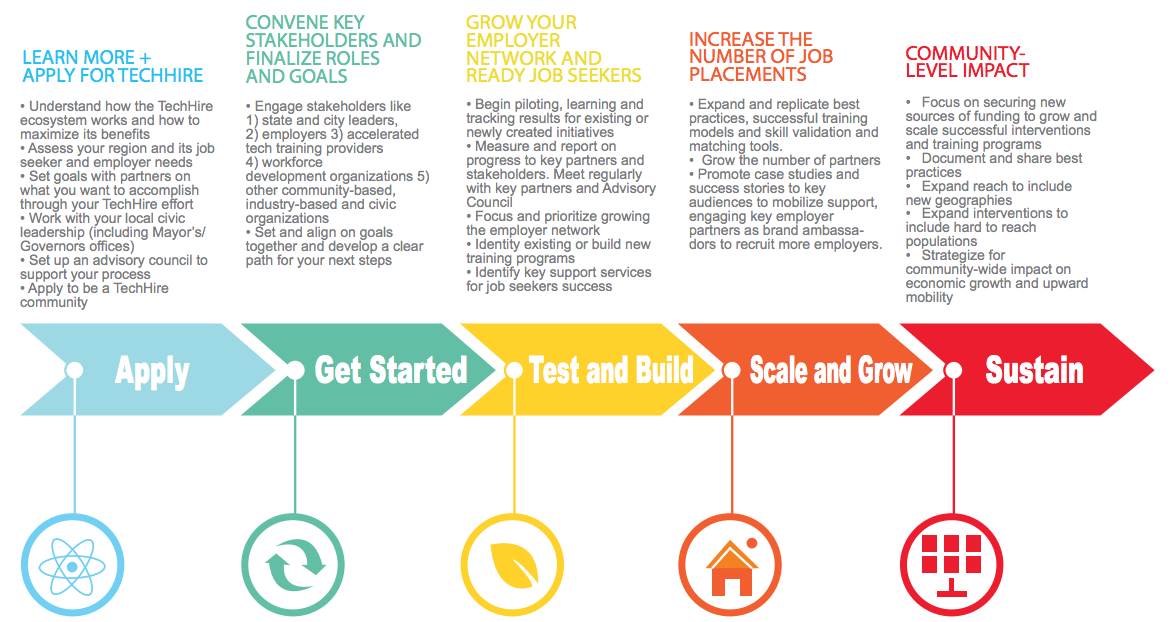 LEARN MORE +
APPLY FOR TECHHIRE
• Understand how the TechHire
ecosystem works and how to
maximize its benefits
• Assess your region and its job
seeker and employer needs
• Set goals with partners on
what you want to accomplish
through your TechHire effort
• Work with your local civic
leadership (including Mayor’s/
Governors offices)
• Set up an advisory council to
support your process
• Apply to be a TechHire
community
CONVENE KEY
STAKEHOLDERS AND
FINALIZE ROLES
AND GOALS
• Engage stakeholders like
1) state and city leaders,
2) employers 3) accelerated
tech training providers
4) workforce
development organizations 5)
other community-based,
industry-based and civic
organizations
• Set and align on goals
together and develop a clear
path for your next steps
GROW YOUR
EMPLOYER
NETWORK AND
READY JOB SEEKERS
• Begin piloting, learning and
tracking results for existing or
newly created initiatives
• Measure and report on
progress to key partners and
stakeholders. Meet regularly
with key partners and Advisory
Council
• Focus and prioritize growing
the employer network
• Identity existing or build new
training programs
• Identify key support services
for job seekers success
INCREASE THE
NUMBER OF JOB
PLACEMENTS
• Expand and replicate best
practices, successful training
models and skill validation and
matching tools.
• Grow the number of partners
• Promote case studies and
success stories to key
audiences to mobilize support,
engaging key employer
partners as brand ambassa-
dors to recruit more employers.
COMMUNITY-
LEVEL IMPACT
• Focus on securing new
sources of funding to grow and
scale successful interventions
and training programs
• Document and share best
practices
• Expand reach to include
new geographies
• Expand interventions to
include hard to reach
populations
• Strategize for
community-wide impact on
economic growth and upward
mobility
Apply
Get Started
Test and Build
Scale and Grow
Sustain